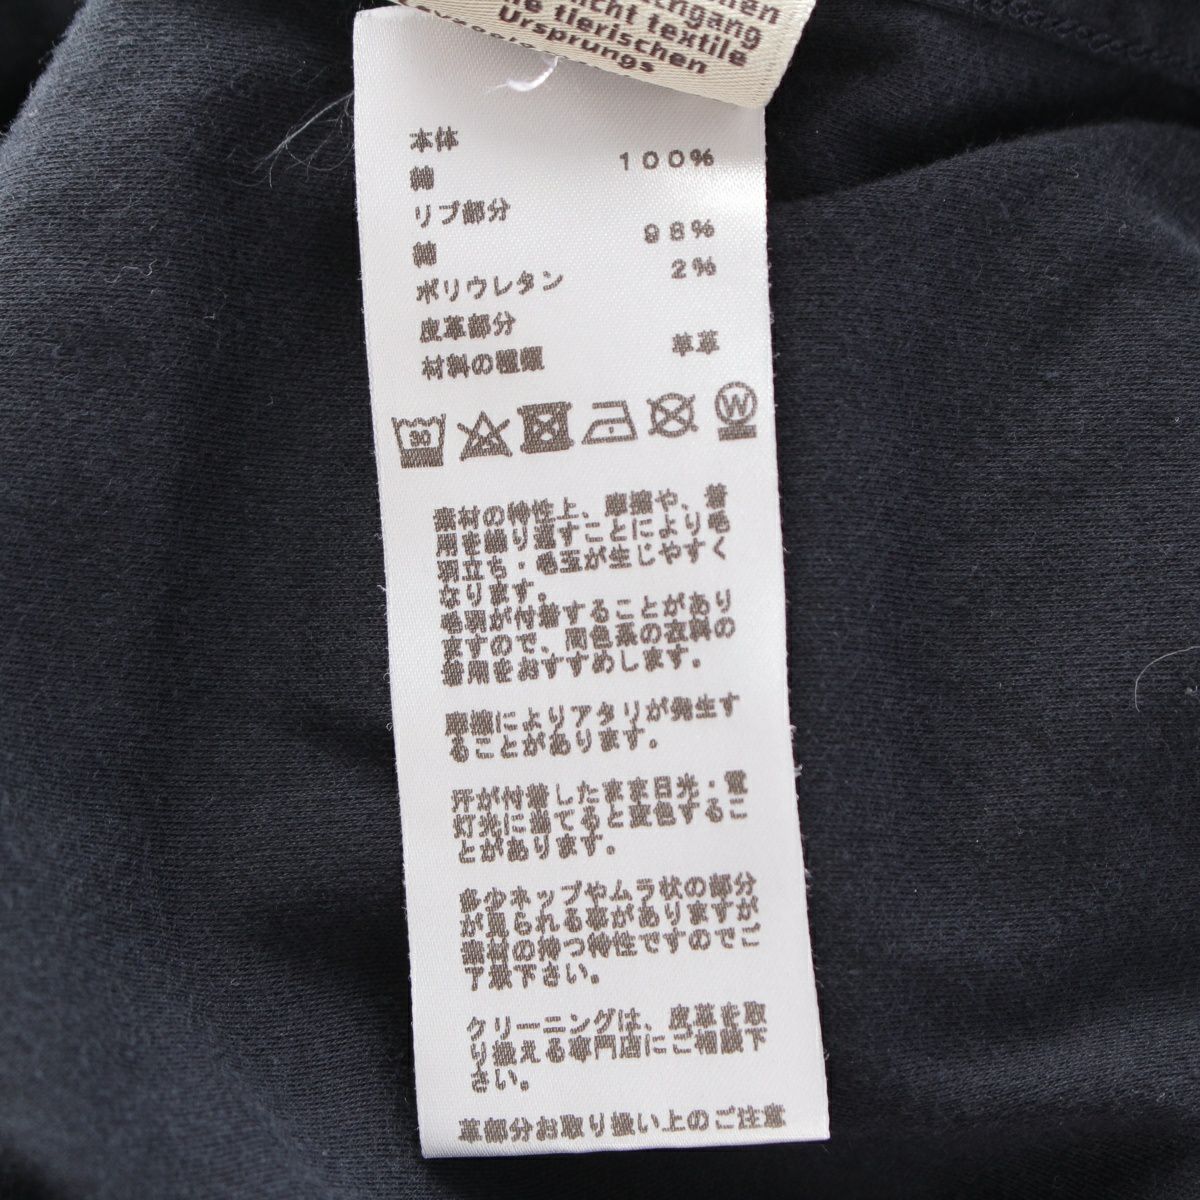 nicht textile
tierischen
Ursprungs
本体
綿 100%
リブ部分
綿 98%
ポリウレタン 2%
皮革部分
材料の種類 羊革
30
W
素材の特性上、摩擦や、着
用を繰り返すことにより毛
羽立ち・毛玉が生じやすく
なります。
毛羽が付着することがあり
ますので、同色系の衣料の
着用をおすすめします。
摩擦によりアタリが発生す
ることがあります。
汗が付着したまま日光・電
灯光に当てると変色するこ
とがあります。
多少ネップやムラ状の部分
が見られる事がありますが
素材の持つ特性ですのでご
了承下さい。
クリーニングは、皮革を取
り扱える専門店にご相談下
さい。
革部分お取り扱い上のご注意